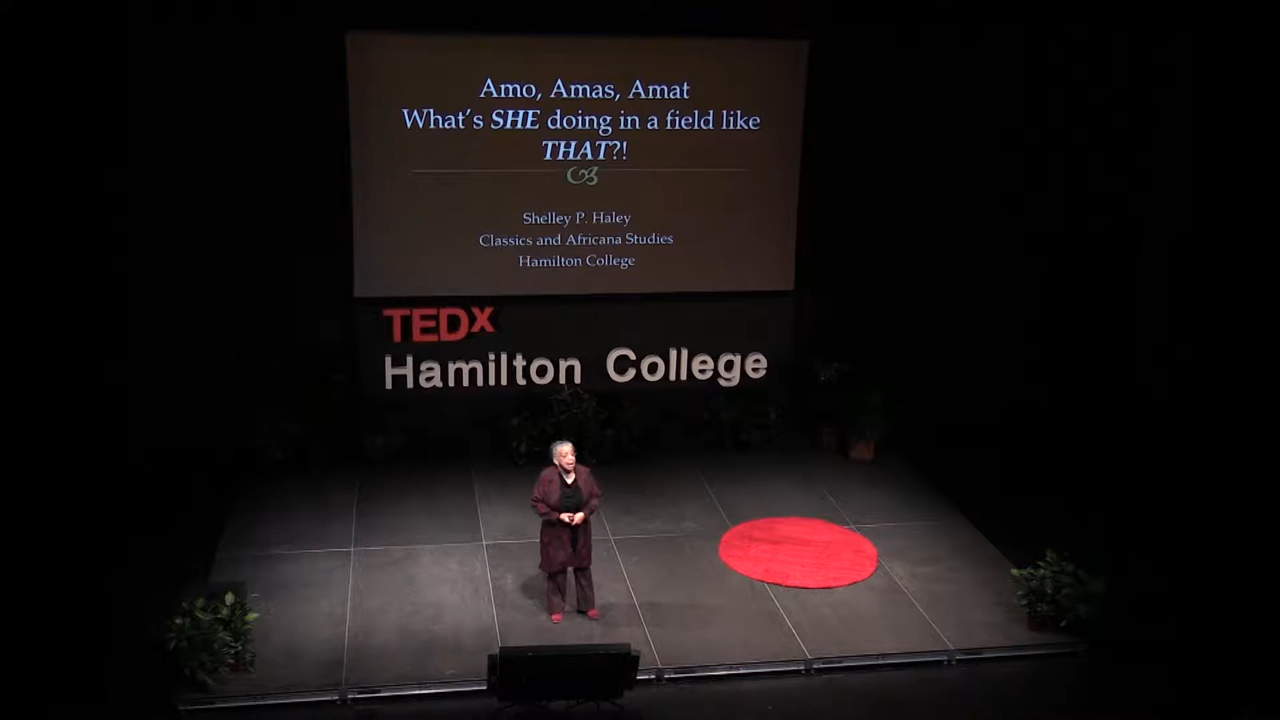 Amo, Amas, Amat
What's SHE doing in a field like
THAT?!
Shelley P. Haley
Classics and Africana Studies
Hamilton College
TEDx
Hamilton College